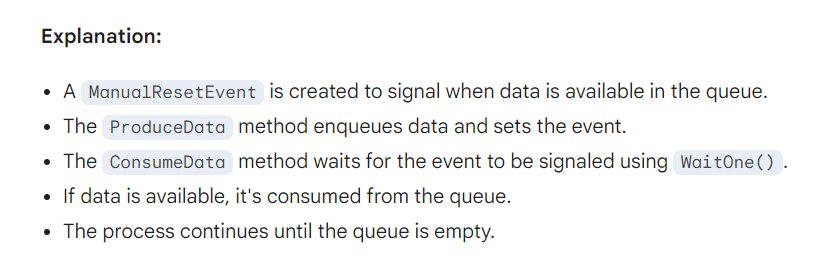 Explanation:
• A ManualResetEvent is created to signal when data is available in the queue.
• The ProduceData method enqueues data and sets the event.
• The ConsumeData method waits for the event to be signaled using WaitOne().
• If data is available, it's consumed from the queue.
• The process continues until the queue is empty.